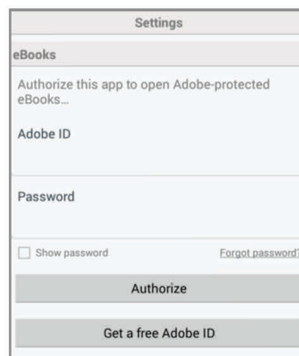 Settings
eBooks
Authorize this app to open Adobe-protected
eBooks...
Adobe ID
Password
Show password Forgot password?
Authorize
Get a free Adobe ID